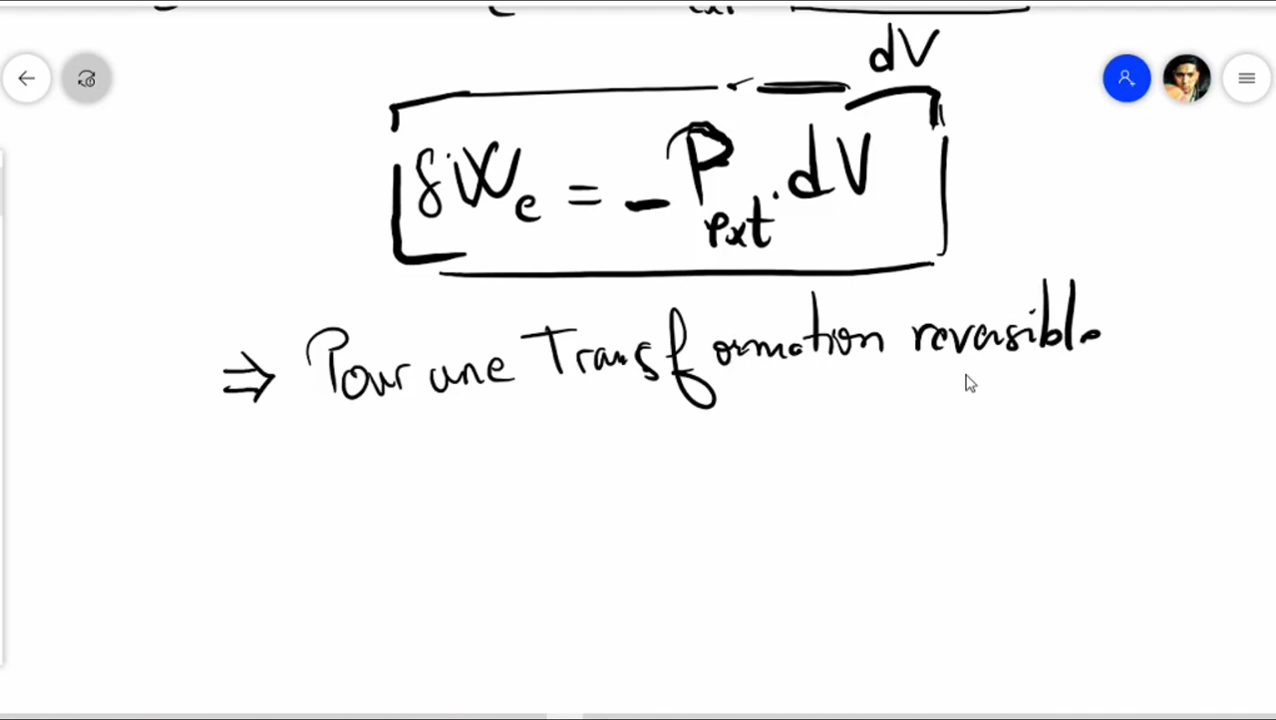 dV
δW_e = - P_ext . dV
⇒ Pour une Transformation reversible